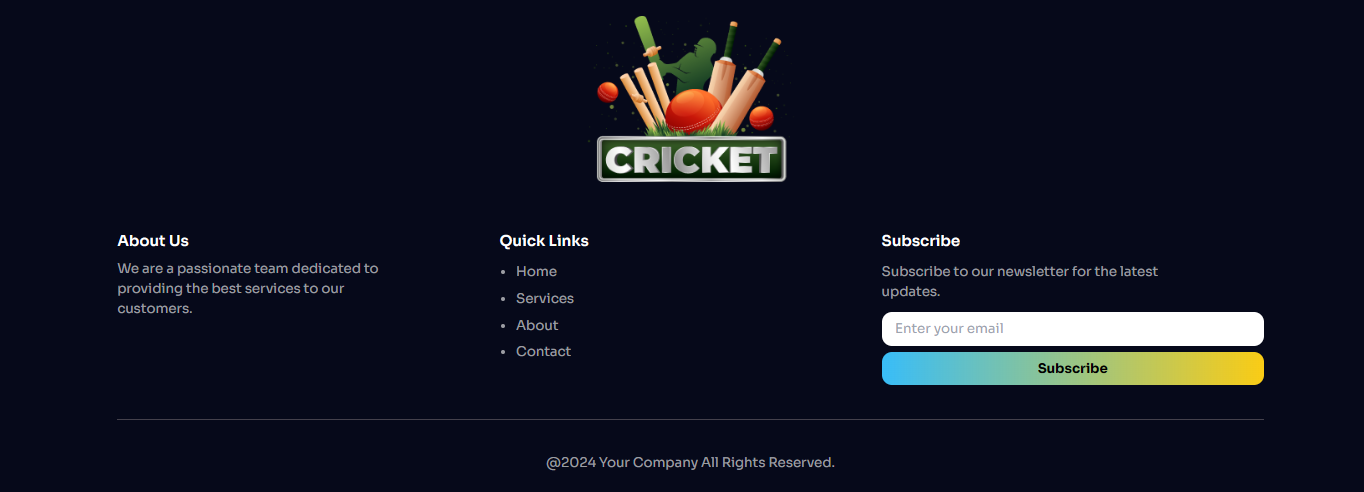 CRICKET
About Us
We are a passionate team dedicated to
providing the best services to our
customers.
Quick Links
• Home
• Services
• About
• Contact
Subscribe
Subscribe to our newsletter for the latest
updates.
Enter your email
Subscribe
@2024 Your Company All Rights Reserved.